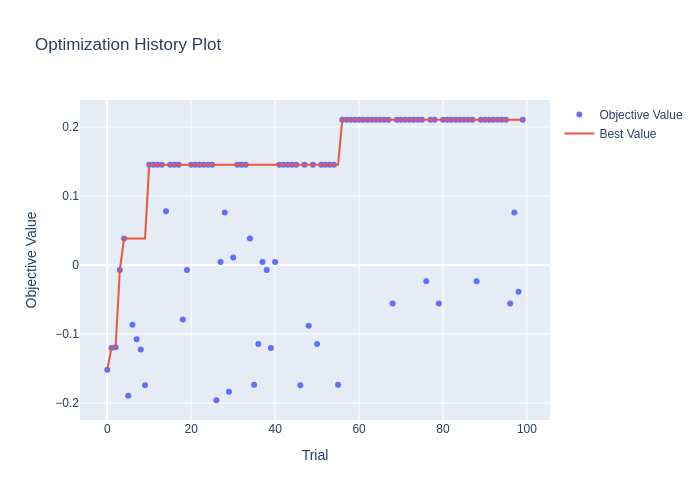 Optimization History Plot
Objective Value
Best Value
0.2
0.1
0
−0.1
−0.2
Objective Value
0
20
40
60
80
100
Trial